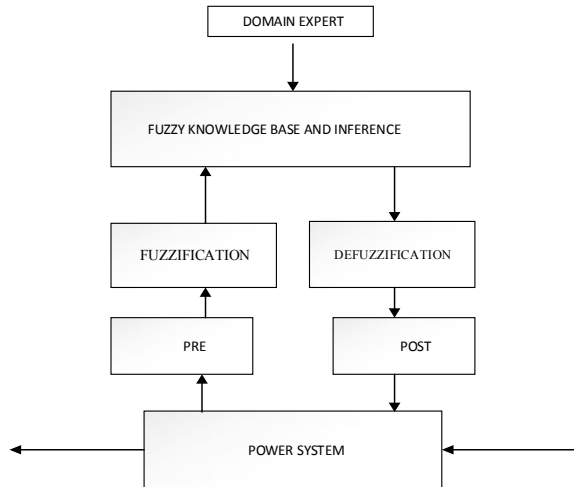 DOMAIN EXPERT
FUZZY KNOWLEDGE BASE AND INFERENCE
FUZZIFICATION
DEFUZZIFICATION
PRE
POST
POWER SYSTEM